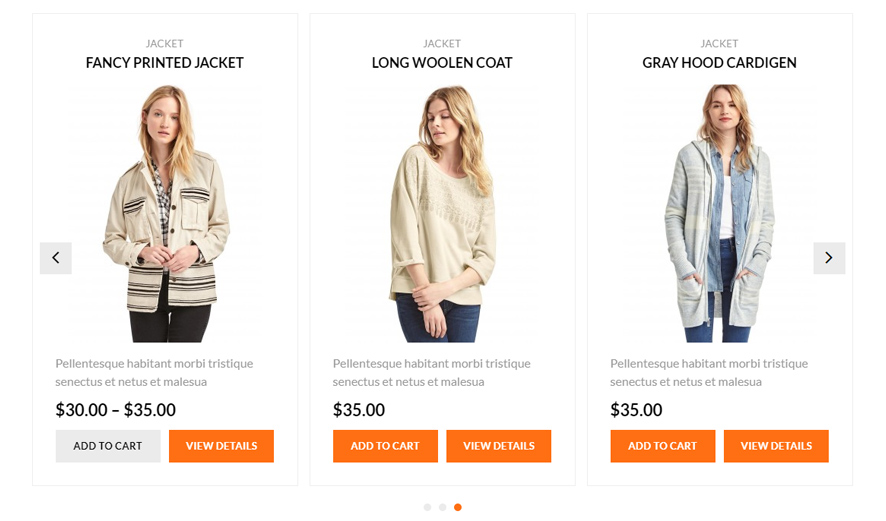 JACKET
FANCY PRINTED JACKET
Pellentesque habitant morbi tristique
senectus et netus et malesua
$30.00 – $35.00
ADD TO CART
VIEW DETAILS
JACKET
LONG WOOLEN COAT
Pellentesque habitant morbi tristique
senectus et netus et malesua
$35.00
ADD TO CART
VIEW DETAILS
JACKET
GRAY HOOD CARDIGEN
Pellentesque habitant morbi tristique
senectus et netus et malesua
$35.00
ADD TO CART
VIEW DETAILS